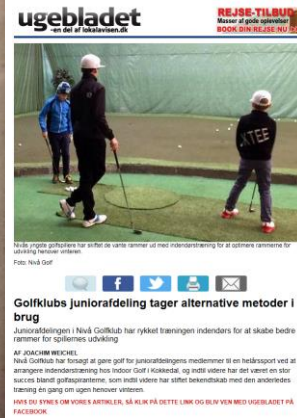 ugebladet
-en del af lokalavisen.dk
REJSE-TILBUD
Masser af gode oplevelser
BOOK DIN REJSE NU
KTEE
Nivås yngste golfspillere har skiftet de vante rammer ud med indendørstræning for at optimere rammerne for
udvikling henover vinteren
Foto: Nivå Golf
Golfklubs juniorafdeling tager alternative metoder i
brug
Juniorafdelingen i Nivå Golfklub har rykket træningen indendørs for at skabe bedre
rammer for spillernes udvikling
AF JOACHIM WEICHEL
Nivå Golfklub har forsøgt at gøre golf for juniorafdelingens medlemmer til en helårssport ved at
arrangere indendørstræning hos Indoor Golf i Kokkedal, og indtil videre har det været en stor
succes blandt golfaspiranterne, som indtil videre har stiftet bekendtskab med den anderledes
træning én gang om ugen henover vinteren.
HVIS DU SYNES OM VORES ARTIKLER, SÅ KLIK PÅ DETTE LINK OG BLIV VEN MED UGEBLADET PÅ
FACEBOOK